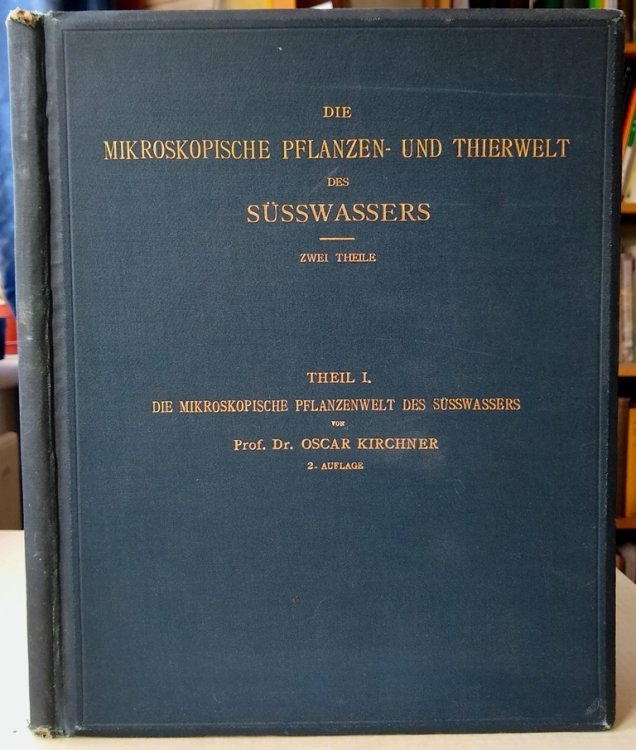 DIE
MIKROSKOPISCHE PFLANZEN- UND THIERWELT
DES
SÜSSWASSERS
ZWEI THEILE
THEIL I.
DIE MIKROSKOPISCHE PFLANZENWELT DES SÜSSWASSERS
VON
Prof. Dr. OSCAR KIRCHNER
2. AUFLAGE